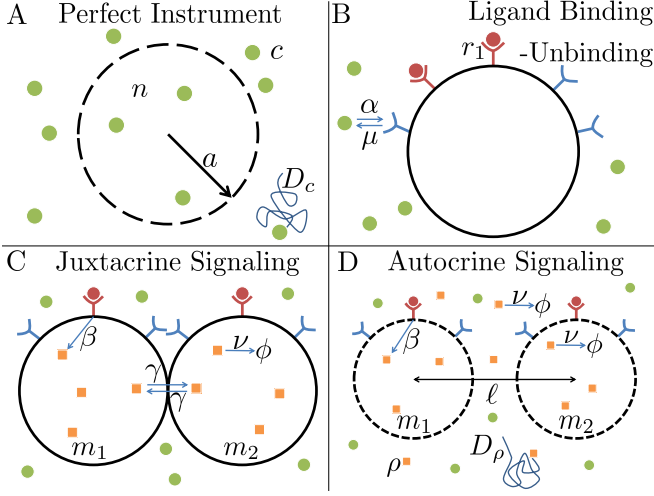 A Perfect Instrument
c
n
a
D_c
B Ligand Binding
-Unbinding
r_1
α
μ
C Juxtacrine Signaling
β
ν
ϕ
γ
γ
m_1
m_2
D Autocrine Signaling
ν
ϕ
β
ν
ϕ
ℓ
m_1
m_2
D_ρ
ρ